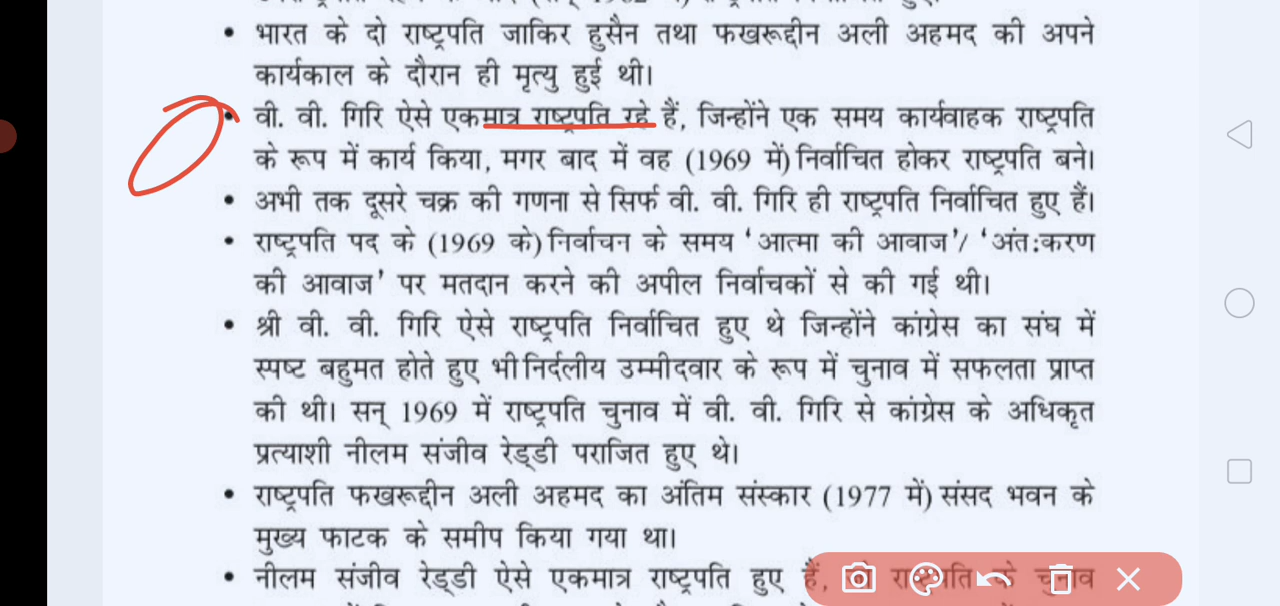 • भारत के दो राष्ट्रपति जाकिर हुसैन तथा फखरूद्दीन अली अहमद की अपने
कार्यकाल के दौरान ही मृत्यु हुई थी।
• वी. वी. गिरि ऐसे एकमात्र राष्ट्रपति रहे हैं, जिन्होंने एक समय कार्यवाहक राष्ट्रपति
के रूप में कार्य किया, मगर बाद में वह (1969 में) निर्वाचित होकर राष्ट्रपति बने।
• अभी तक दूसरे चक्र की गणना से सिर्फ वी. वी. गिरि ही राष्ट्रपति निर्वाचित हुए हैं।
• राष्ट्रपति पद के (1969 के) निर्वाचन के समय ‘आत्मा की आवाज’/ ‘अंत:करण
की आवाज’ पर मतदान करने की अपील निर्वाचकों से की गई थी।
• श्री वी. वी. गिरि ऐसे राष्ट्रपति निर्वाचित हुए थे जिन्होंने कांग्रेस का संघ में
स्पष्ट बहुमत होते हुए भी निर्दलीय उम्मीदवार के रूप में चुनाव में सफलता प्राप्त
की थी। सन् 1969 में राष्ट्रपति चुनाव में वी. वी. गिरि से कांग्रेस के अधिकृत
प्रत्याशी नीलम संजीव रेड्डी पराजित हुए थे।
• राष्ट्रपति फखरूद्दीन अली अहमद का अंतिम संस्कार (1977 में) संसद भवन के
मुख्य फाटक के समीप किया गया था।
• नीलम संजीव रेड्डी ऐसे एकमात्र राष्ट्रपति हुए हैं, राष्ट्रपति के चुनाव